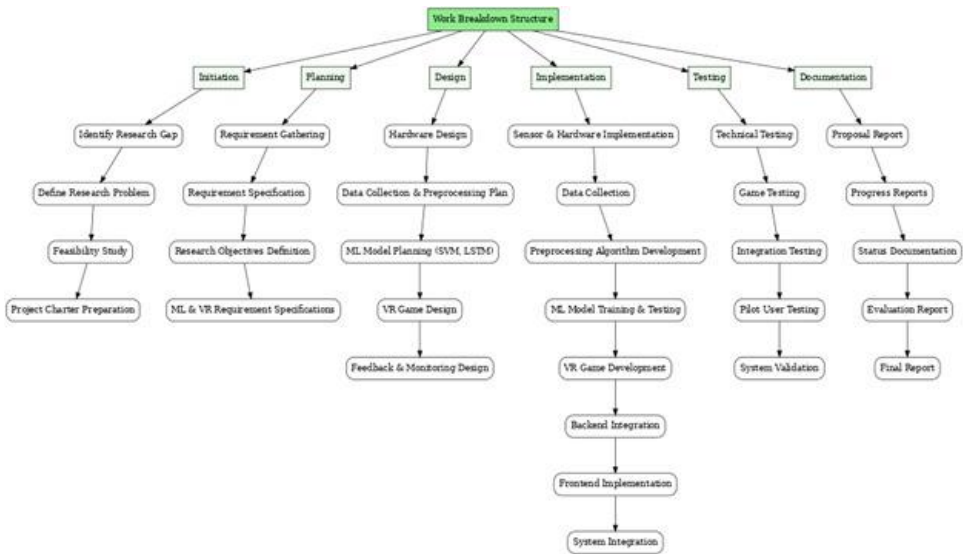 Work Breakdown Structure
Initiation
Planning
Design
Implementation
Testing
Documentation
Identify Research Gap
Requirement Gathering
Hardware Design
Sensor & Hardware Implementation
Technical Testing
Proposal Report
Define Research Problem
Requirement Specification
Data Collection & Preprocessing Plan
Data Collection
Game Testing
Progress Reports
Feasibility Study
Research Objectives Definition
ML Model Planning (SVM, LSTM)
Preprocessing Algorithm Development
Integration Testing
Status Documentation
Project Charter Preparation
ML & VR Requirement Specifications
VR Game Design
ML Model Training & Testing
Pilot User Testing
Evaluation Report
Feedback & Monitoring Design
VR Game Development
System Validation
Final Report
Backend Integration
Frontend Implementation
System Integration